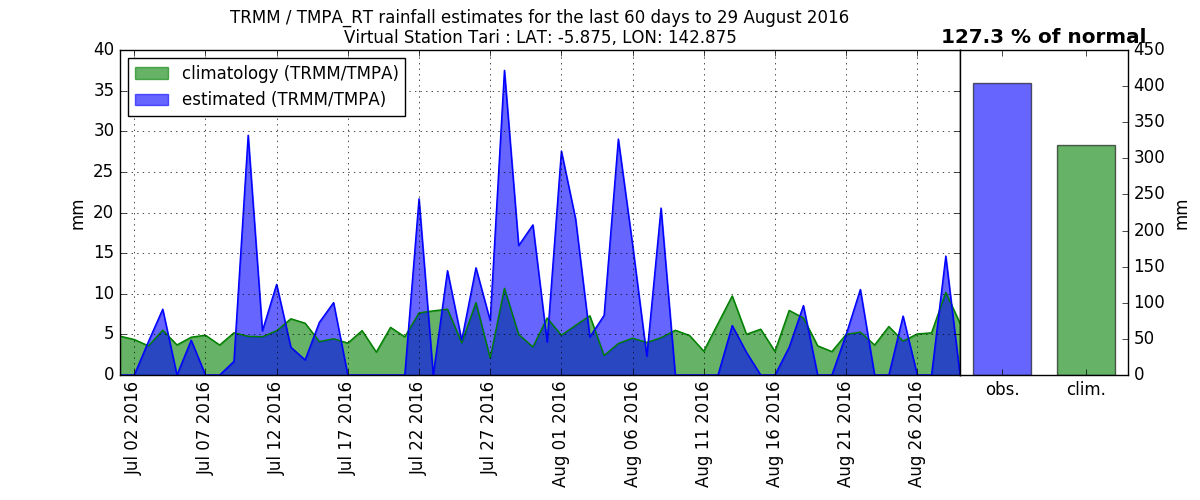 TRMM / TMPA_RT rainfall estimates for the last 60 days to 29 August 2016
Virtual Station Tari : LAT: -5.875, LON: 142.875
127.3 % of normal
climatology (TRMM/TMPA)
estimated (TRMM/TMPA)
mm
40
35
30
25
20
15
10
5
0
Jul 02 2016
Jul 07 2016
Jul 12 2016
Jul 17 2016
Jul 22 2016
Jul 27 2016
Aug 01 2016
Aug 06 2016
Aug 11 2016
Aug 16 2016
Aug 21 2016
Aug 26 2016
obs.
clim.
450
400
350
300
250
200
150
100
50
0
mm